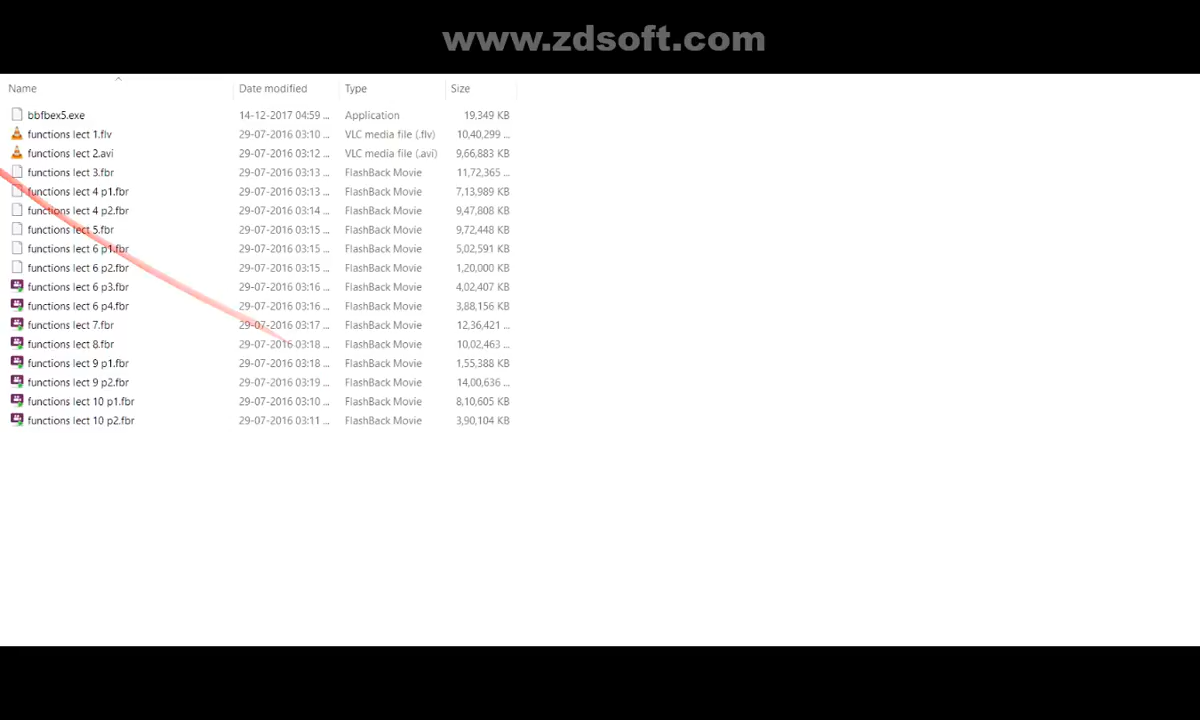 www.zdsoft.com
Name Date modified Type Size
bbfbex5.exe 14-12-2017 04:59 ... Application 19,349 KB
functions lect 1.flv 29-07-2016 03:10 ... VLC media file (.flv) 10,40,299 ...
functions lect 2.avi 29-07-2016 03:12 ... VLC media file (.avi) 9,66,883 KB
functions lect 3.fbr 29-07-2016 03:13 ... FlashBack Movie 11,72,365 ...
functions lect 4 p1.fbr 29-07-2016 03:13 ... FlashBack Movie 7,13,989 KB
functions lect 4 p2.fbr 29-07-2016 03:14 ... FlashBack Movie 9,47,808 KB
functions lect 5.fbr 29-07-2016 03:15 ... FlashBack Movie 9,72,448 KB
functions lect 6 p1.fbr 29-07-2016 03:15 ... FlashBack Movie 5,02,591 KB
functions lect 6 p2.fbr 29-07-2016 03:15 ... FlashBack Movie 1,20,000 KB
functions lect 6 p3.fbr 29-07-2016 03:16 ... FlashBack Movie 4,02,407 KB
functions lect 6 p4.fbr 29-07-2016 03:16 ... FlashBack Movie 3,88,156 KB
functions lect 7.fbr 29-07-2016 03:17 ... FlashBack Movie 12,36,421 ...
functions lect 8.fbr 29-07-2016 03:18 ... FlashBack Movie 10,02,463 ...
functions lect 9 p1.fbr 29-07-2016 03:18 ... FlashBack Movie 1,55,388 KB
functions lect 9 p2.fbr 29-07-2016 03:19 ... FlashBack Movie 14,00,636 ...
functions lect 10 p1.fbr 29-07-2016 03:10 ... FlashBack Movie 8,10,605 KB
functions lect 10 p2.fbr 29-07-2016 03:11 ... FlashBack Movie 3,90,104 KB